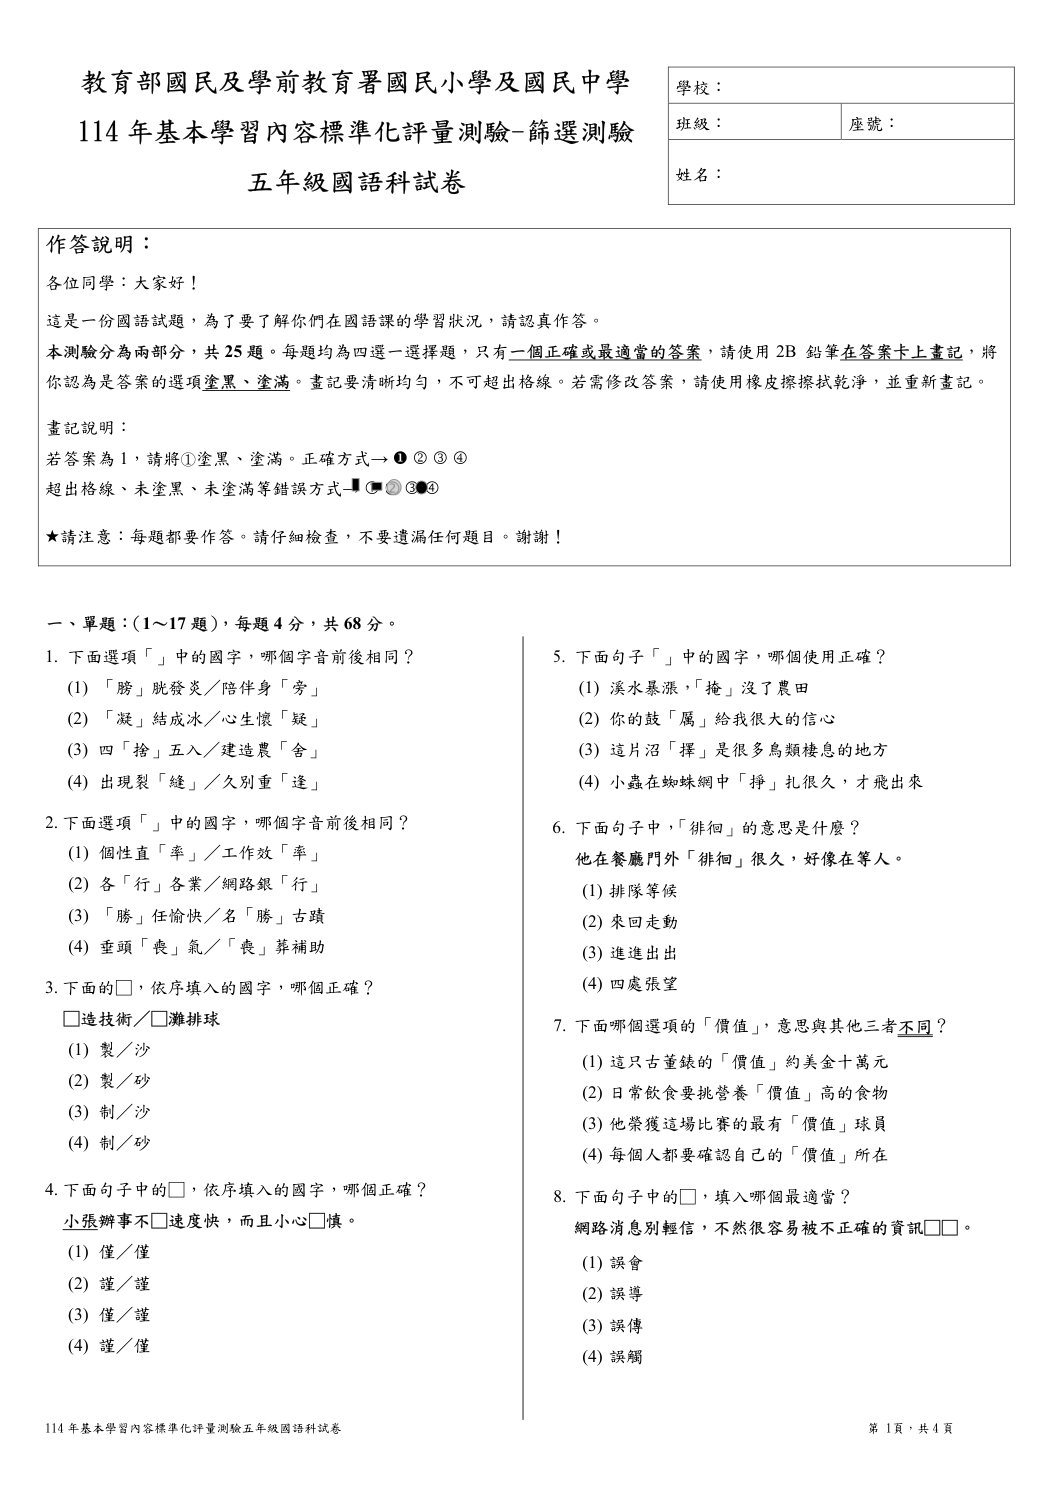 教育部國民及學前教育署國民小學及國民中學
114 年基本學習內容標準化評量測驗-篩選測驗
五年級國語科試卷
學校：
班級：
座號：
姓名：
作答說明：
各位同學：大家好！
這是一份國語試題，為了要了解你們在國語課的學習狀況，請認真作答。
本測驗分為兩部分，共 25 題。每題均為四選一選擇題，只有一個正確或最適當的答案，請使用 2B 鉛筆在答案卡上畫記，將
你認為是答案的選項塗黑、塗滿。畫記要清晰均勻，不可超出格線。若需修改答案，請使用橡皮擦擦拭乾淨，並重新畫記。
畫記說明：
若答案為 1，請將①塗黑、塗滿。正確方式→ ❶ ② ③ ④
超出格線、未塗黑、未塗滿等錯誤方式→ ② ③ ④
★請注意：每題都要作答。請仔細檢查，不要遺漏任何題目。謝謝！
一、單題：（1～17 題），每題 4 分，共 68 分。
1. 下面選項「」中的國字，哪個字音前後相同？
(1) 「膀」胱發炎／陪伴身「旁」
(2) 「凝」結成冰／心生懷「疑」
(3) 四「捨」五入／建造農「舍」
(4) 出現裂「縫」／久別重「逢」
2. 下面選項「」中的國字，哪個字音前後相同？
(1) 個性直「率」／工作效「率」
(2) 各「行」各業／網路銀「行」
(3) 「勝」任愉快／名「勝」古蹟
(4) 垂頭「喪」氣／「喪」葬補助
3. 下面的□，依序填入的國字，哪個正確？
□造技術／□灘排球
(1) 製／沙
(2) 製／砂
(3) 制／沙
(4) 制／砂
4. 下面句子中的□，依序填入的國字，哪個正確？
小張辦事不□速度快，而且小心□慎。
(1) 僅／僅
(2) 謹／謹
(3) 僅／謹
(4) 謹／僅
5. 下面句子「」中的國字，哪個使用正確？
(1) 溪水暴漲，「掩」沒了農田
(2) 你的鼓「厲」給我很大的信心
(3) 這片沼「擇」是很多鳥類棲息的地方
(4) 小蟲在蜘蛛網中「掙」扎很久，才飛出來
6. 下面句子中，「徘徊」的意思是什麼？
他在餐廳門外「徘徊」很久，好像在等人。
(1) 排隊等候
(2) 來回走動
(3) 進進出出
(4) 四處張望
7. 下面哪個選項的「價值」，意思與其他三者不同？
(1) 這只古董錶的「價值」約美金十萬元
(2) 日常飲食要挑營養「價值」高的食物
(3) 他榮獲這場比賽的最有「價值」球員
(4) 每個人都要確認自己的「價值」所在
8. 下面句子中的□，填入哪個最適當？
網路消息別輕信，不然很容易被不正確的資訊□□。
(1) 誤會
(2) 誤導
(3) 誤傳
(4) 誤觸
114 年基本學習內容標準化評量測驗五年級國語科試卷
第 1頁，共 4 頁